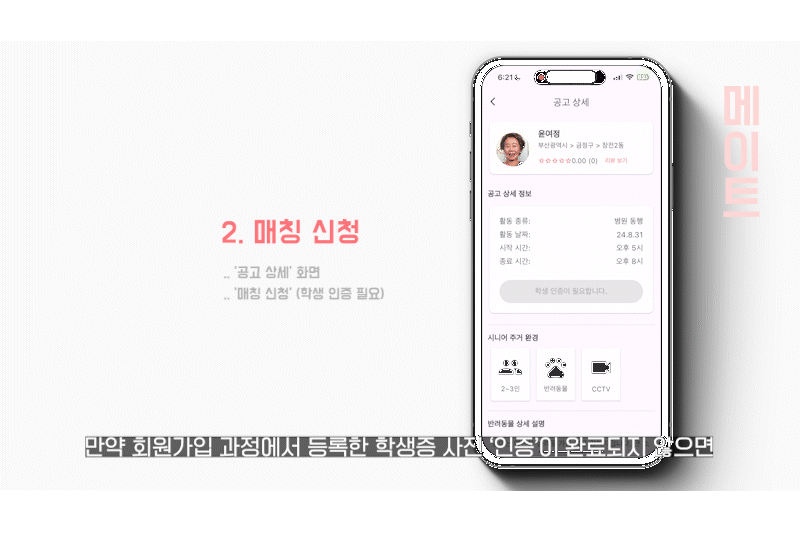 메이트
2. 매칭 신청
.. '공고 상세' 화면
.. '매칭 신청' (학생 인증 필요)
6:21
공고 상세
윤여정
부산광역시 > 금정구 > 장전2동
☆☆☆☆☆0.00 (0) 리뷰 보기
공고 상세 정보
활동 종류: 병원 동행
활동 날짜: 24.8.31
시작 시간: 오후 5시
종료 시간: 오후 8시
학생 인증이 필요합니다.
시니어 주거 환경
2~3인 반려동물 CCTV
반려동물 상세 설명
만약 회원가입 과정에서 등록한 학생증 사진 '인증'이 완료되지 않으면